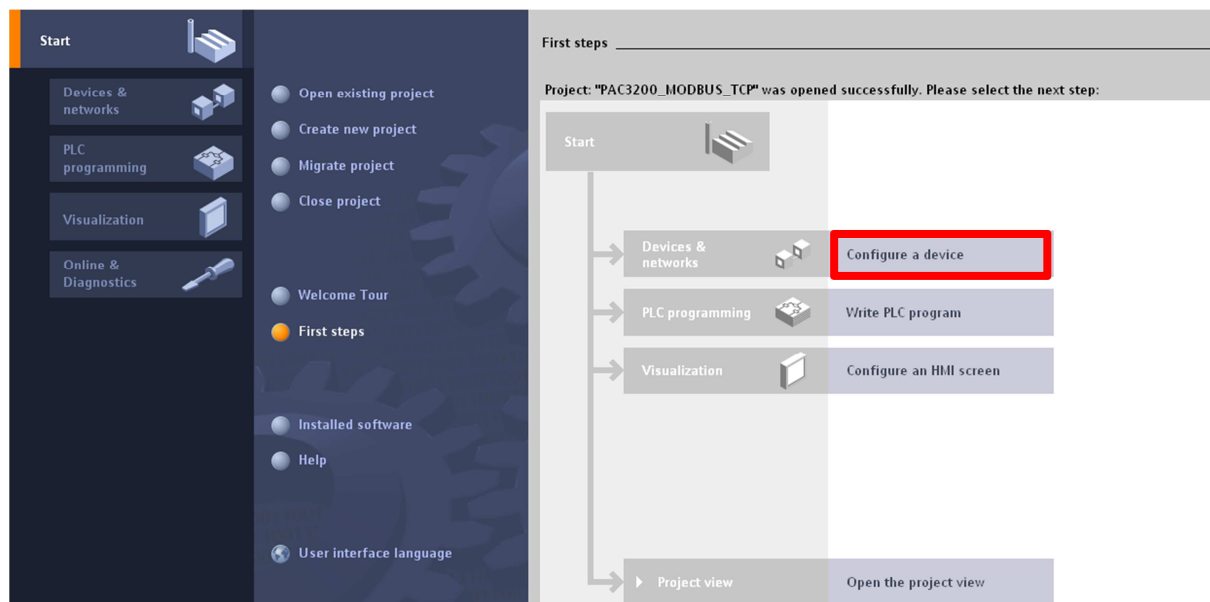 Start
Devices &
networks
PLC
programming
Visualization
Online &
Diagnostics
Open existing project
Create new project
Migrate project
Close project
Welcome Tour
First steps
Installed software
Help
User interface language
First steps
Project: "PAC3200_MODBUS_TCP" was opened successfully. Please select the next step:
Start
Devices &
networks
Configure a device
PLC programming
Write PLC program
Visualization
Configure an HMI screen
Project view
Open the project view